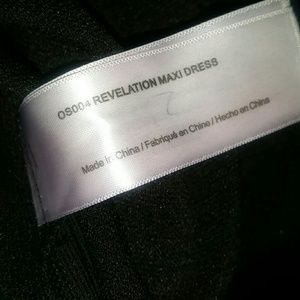 OS004 REVELATION MAXI DRESS
Made in China / Fabriqué en Chine / Hecho en China